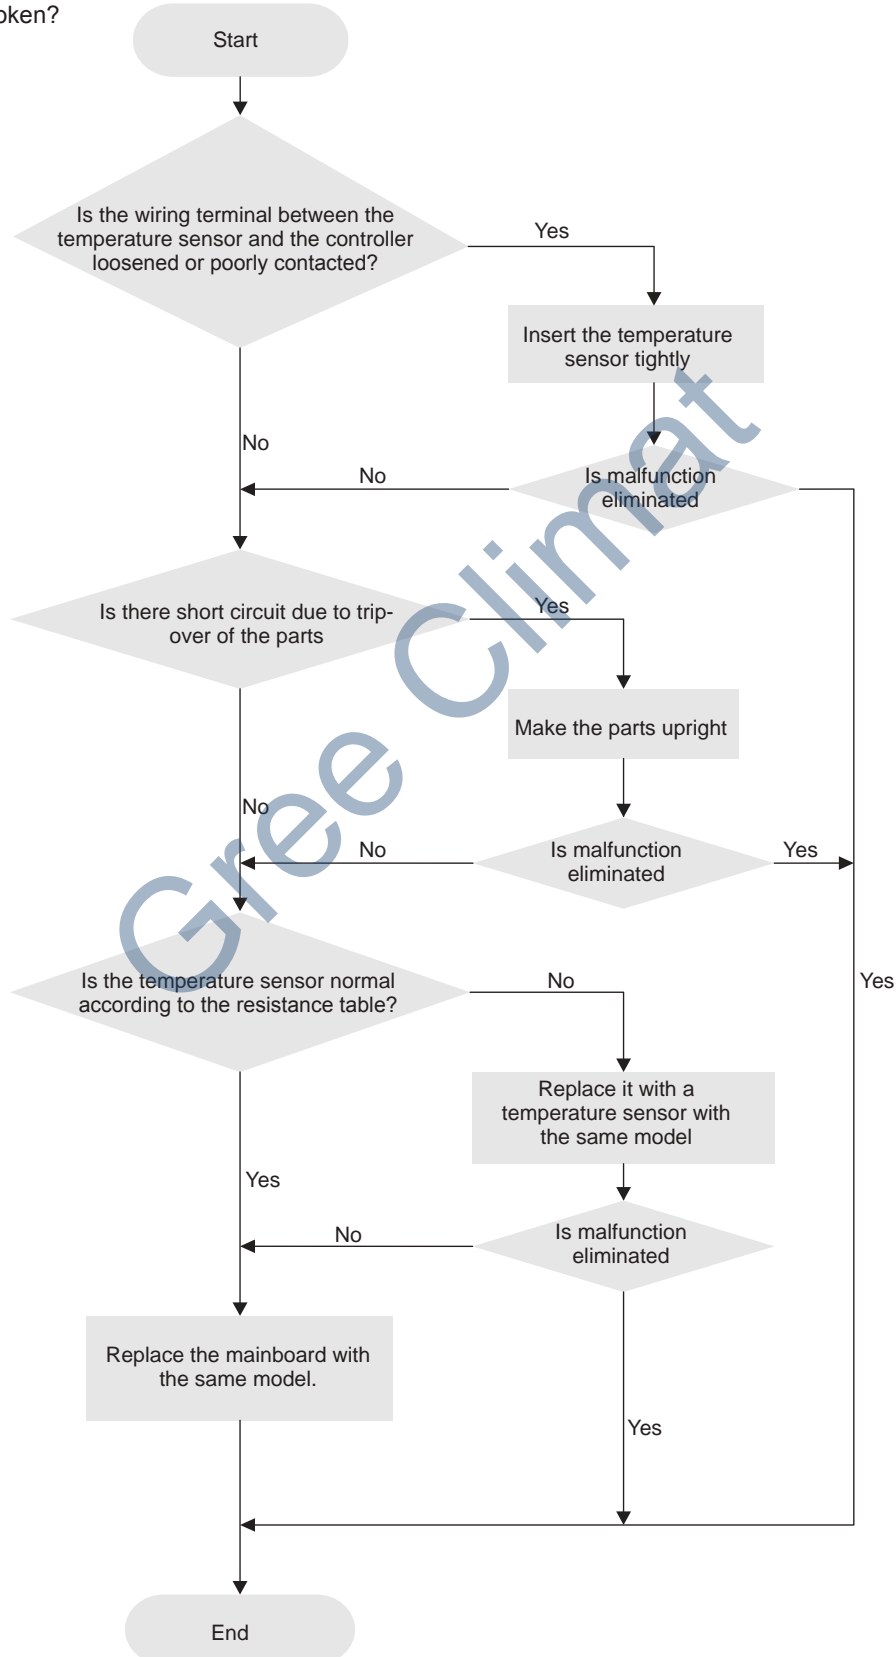 oken?
Start
Is the wiring terminal between the
temperature sensor and the controller
loosened or poorly contacted?
Yes
Insert the temperature
sensor tightly
No
No
Is malfunction
eliminated
Is there short circuit due to trip-
over of the parts
Yes
Make the parts upright
No
No
Is malfunction
eliminated
Yes
Is the temperature sensor normal
according to the resistance table?
No
Yes
Replace it with a
temperature sensor with
the same model
Yes
No
Is malfunction
eliminated
Replace the mainboard with
the same model.
Yes
End
Gree Climat